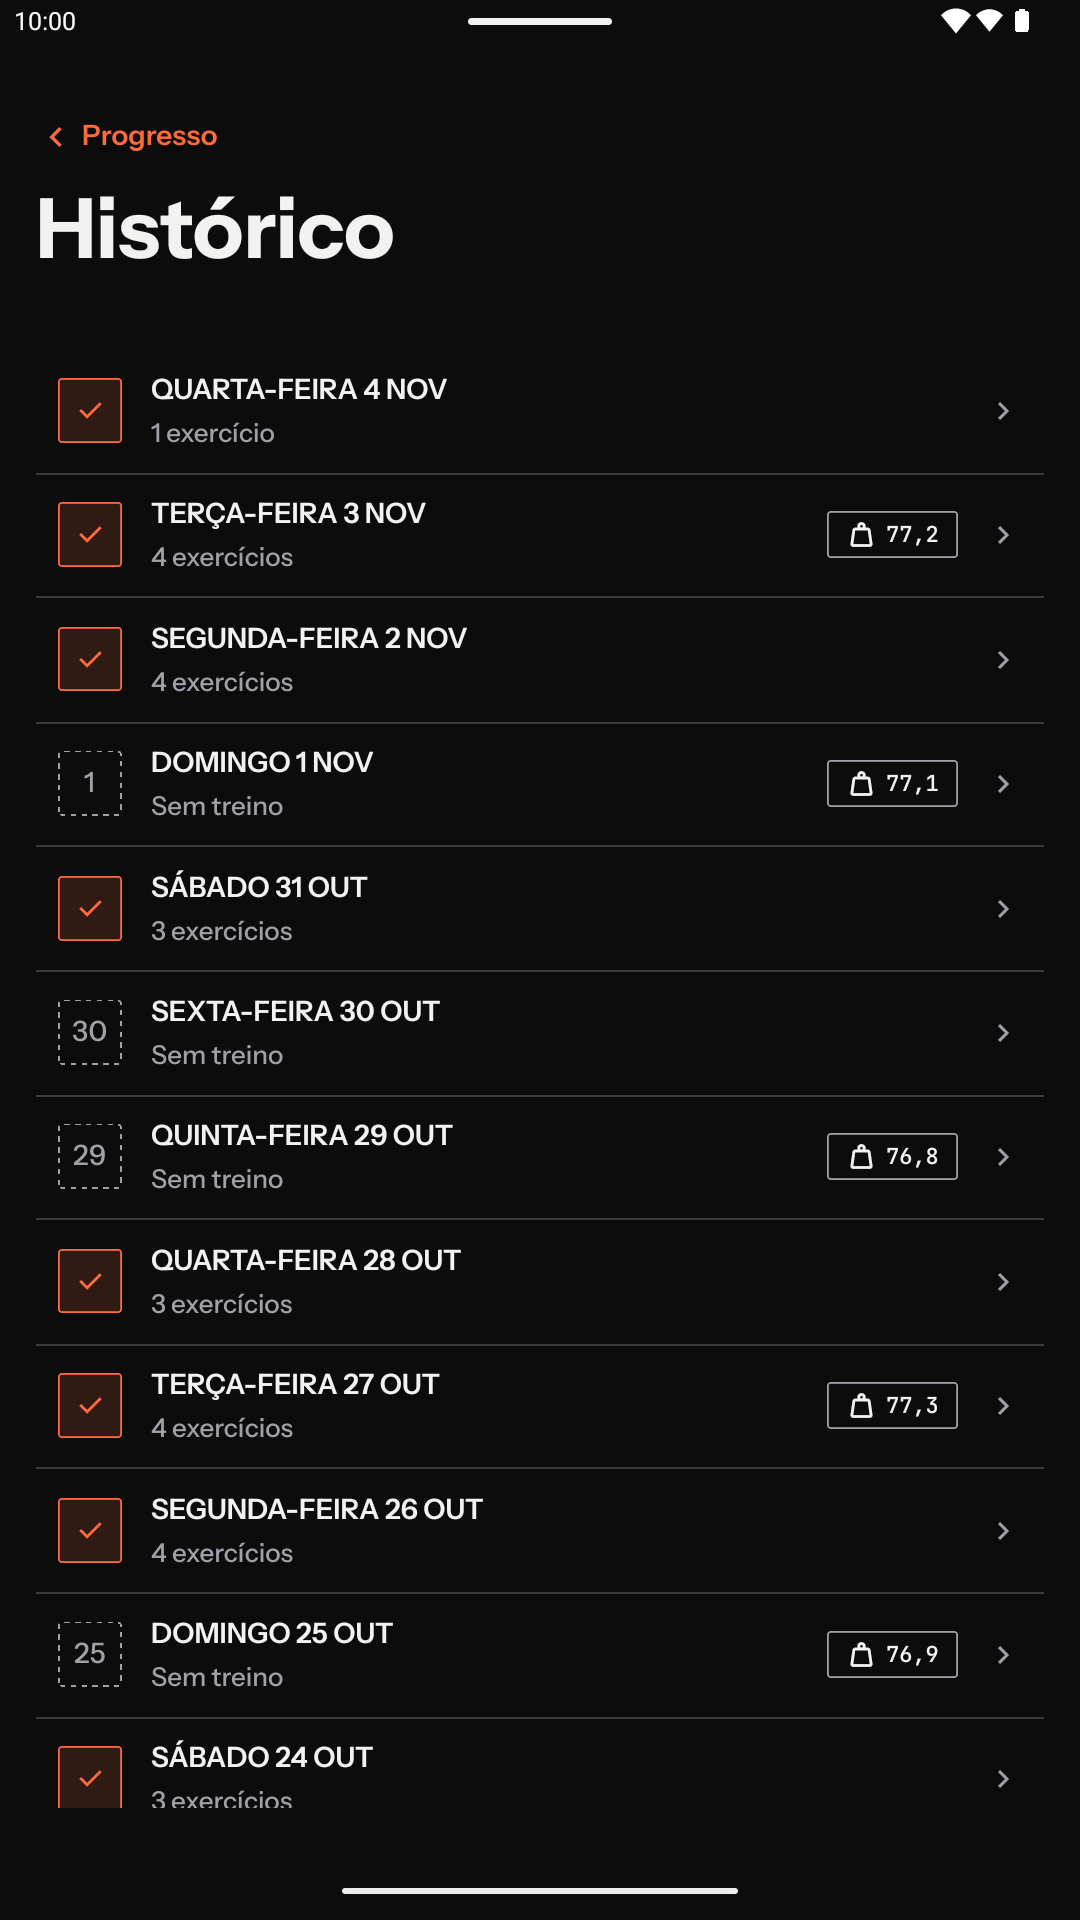 10:00
Progresso
Histórico
QUARTA-FEIRA 4 NOV
1 exercício
TERÇA-FEIRA 3 NOV
4 exercícios
77,2
SEGUNDA-FEIRA 2 NOV
4 exercícios
1
DOMINGO 1 NOV
Sem treino
77,1
SÁBADO 31 OUT
3 exercícios
30
SEXTA-FEIRA 30 OUT
Sem treino
29
QUINTA-FEIRA 29 OUT
Sem treino
76,8
QUARTA-FEIRA 28 OUT
3 exercícios
TERÇA-FEIRA 27 OUT
4 exercícios
77,3
SEGUNDA-FEIRA 26 OUT
4 exercícios
25
DOMINGO 25 OUT
Sem treino
76,9
SÁBADO 24 OUT
3 exercícios